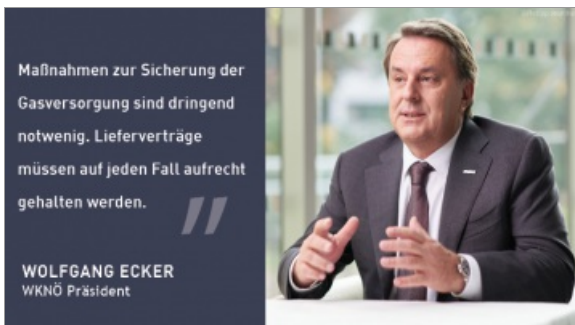 Maßnahmen zur Sicherung der
Gasversorgung sind dringend
notwenig. Lieferverträge
müssen auf jeden Fall aufrecht
gehalten werden.
"
WOLFGANG ECKER
WKNÖ Präsident